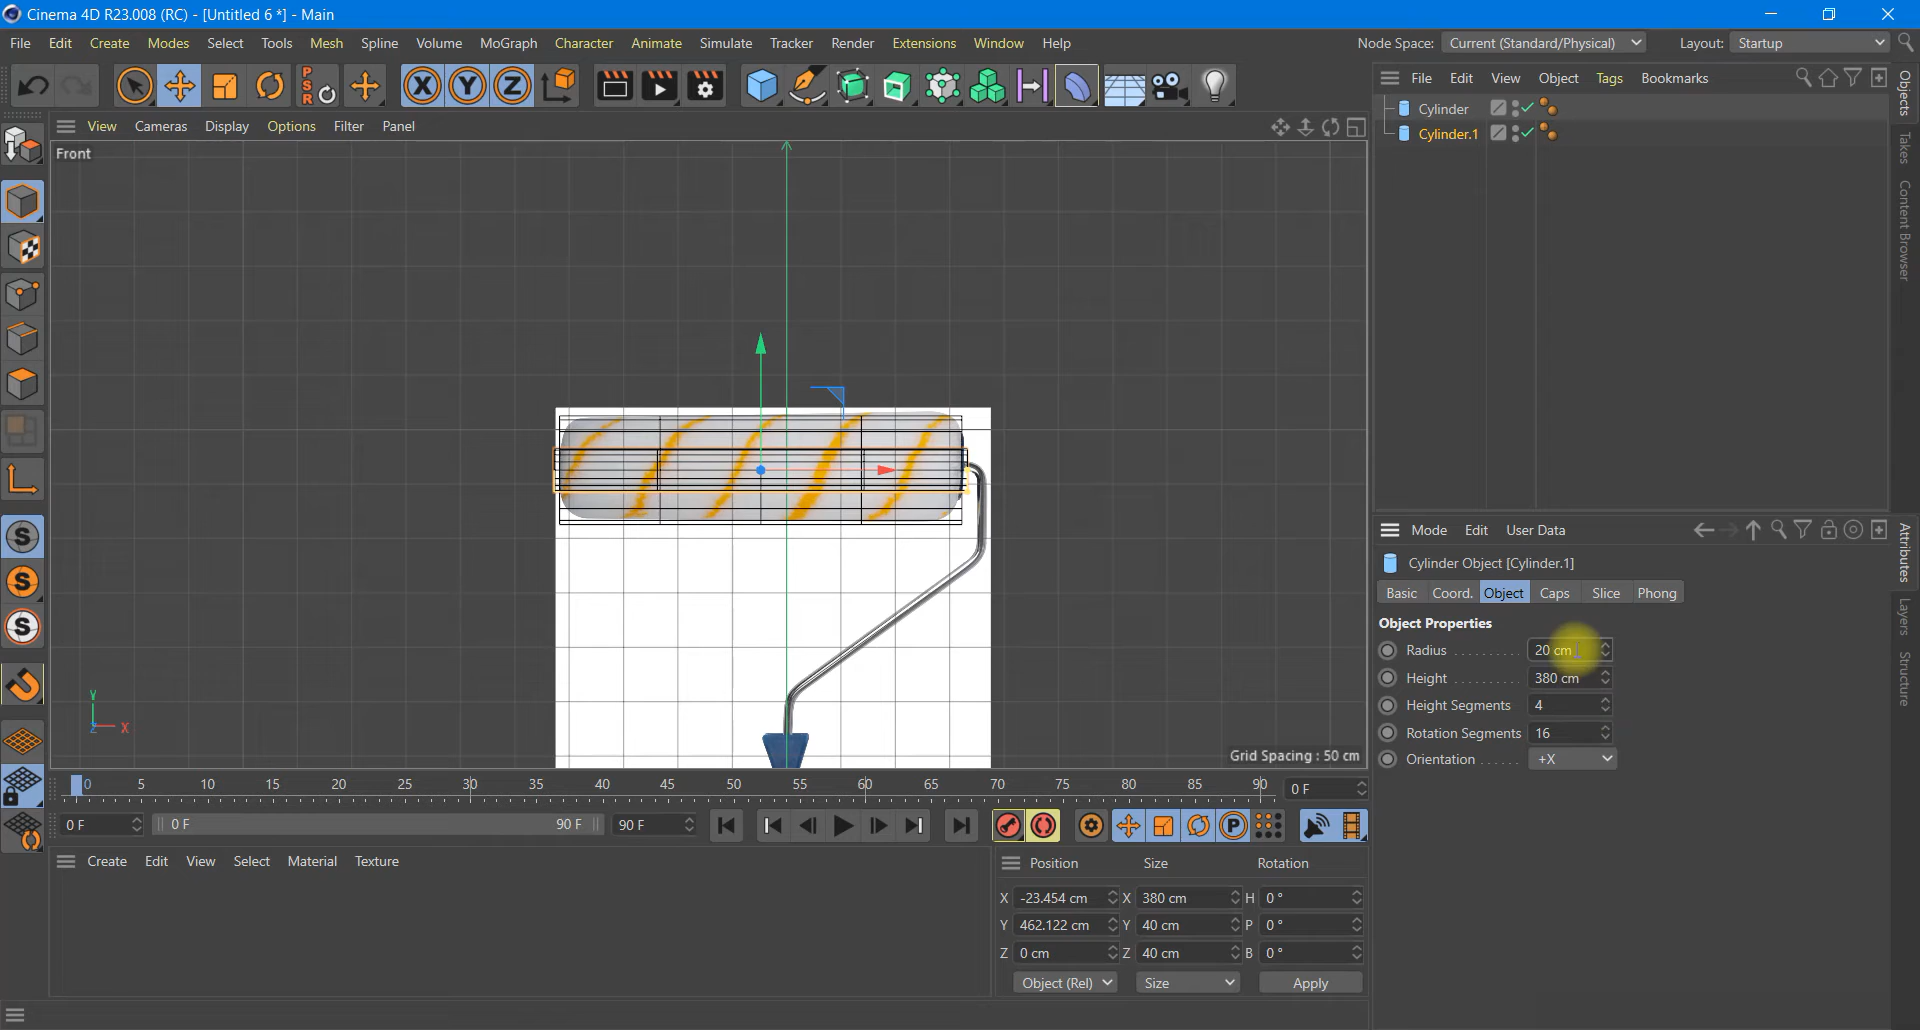 Cinema 4D R23.008 (RC) - [Untitled 6 *] - Main
File Edit Create Modes Select Tools Mesh Spline Volume MoGraph Character Animate Simulate Tracker Render Extensions Window Help
Node Space: Current (Standard/Physical) Layout: Startup
P
S
R
X Y Z
File Edit View Object Tags Bookmarks
Objects
Takes
Content Browser
Cylinder
Cylinder.1
View Cameras Display Options Filter Panel
Front
Y
Z X
Grid Spacing : 50 cm
Mode Edit User Data
Attributes
Layers
Structure
Cylinder Object [Cylinder.1]
Basic Coord. Object Caps Slice Phong
Object Properties
Radius 20 cm
Height 380 cm
Height Segments 4
Rotation Segments 16
Orientation +X
S
S
S
0 5 10 15 20 25 30 35 40 45 50 55 60 65 70 75 80 85 90 0 F
0 F 0 F 90 F 90 F
P
Create Edit View Select Material Texture
Position Size Rotation
X -23.454 cm X 380 cm H 0 °
Y 462.122 cm Y 40 cm P 0 °
Z 0 cm Z 40 cm B 0 °
Object (Rel) Size Apply